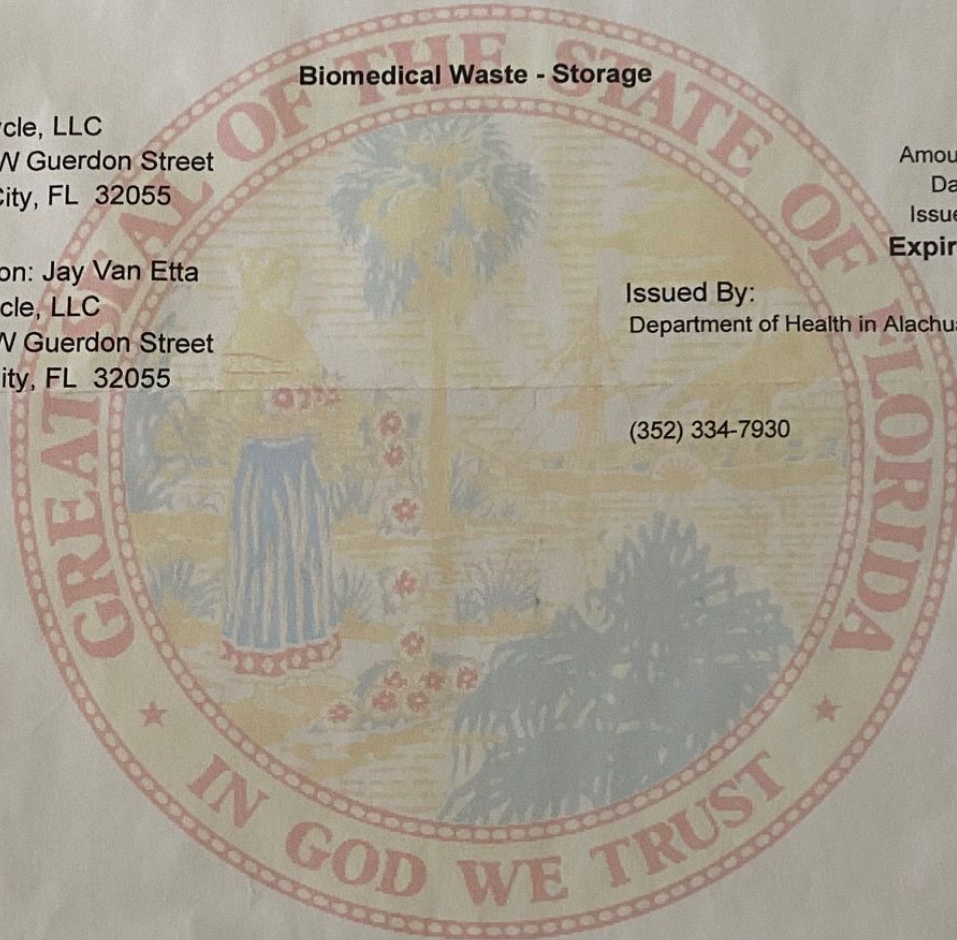 GREAT SEAL OF THE STATE OF FLORIDA
Biomedical Waste - Storage
cle, LLC
W Guerdon Street
City, FL 32055
on: Jay Van Etta
cle, LLC
W Guerdon Street
ity, FL 32055
Amou
Da
Issue
Expir
Issued By:
Department of Health in Alachua
(352) 334-7930
IN GOD WE TRUST